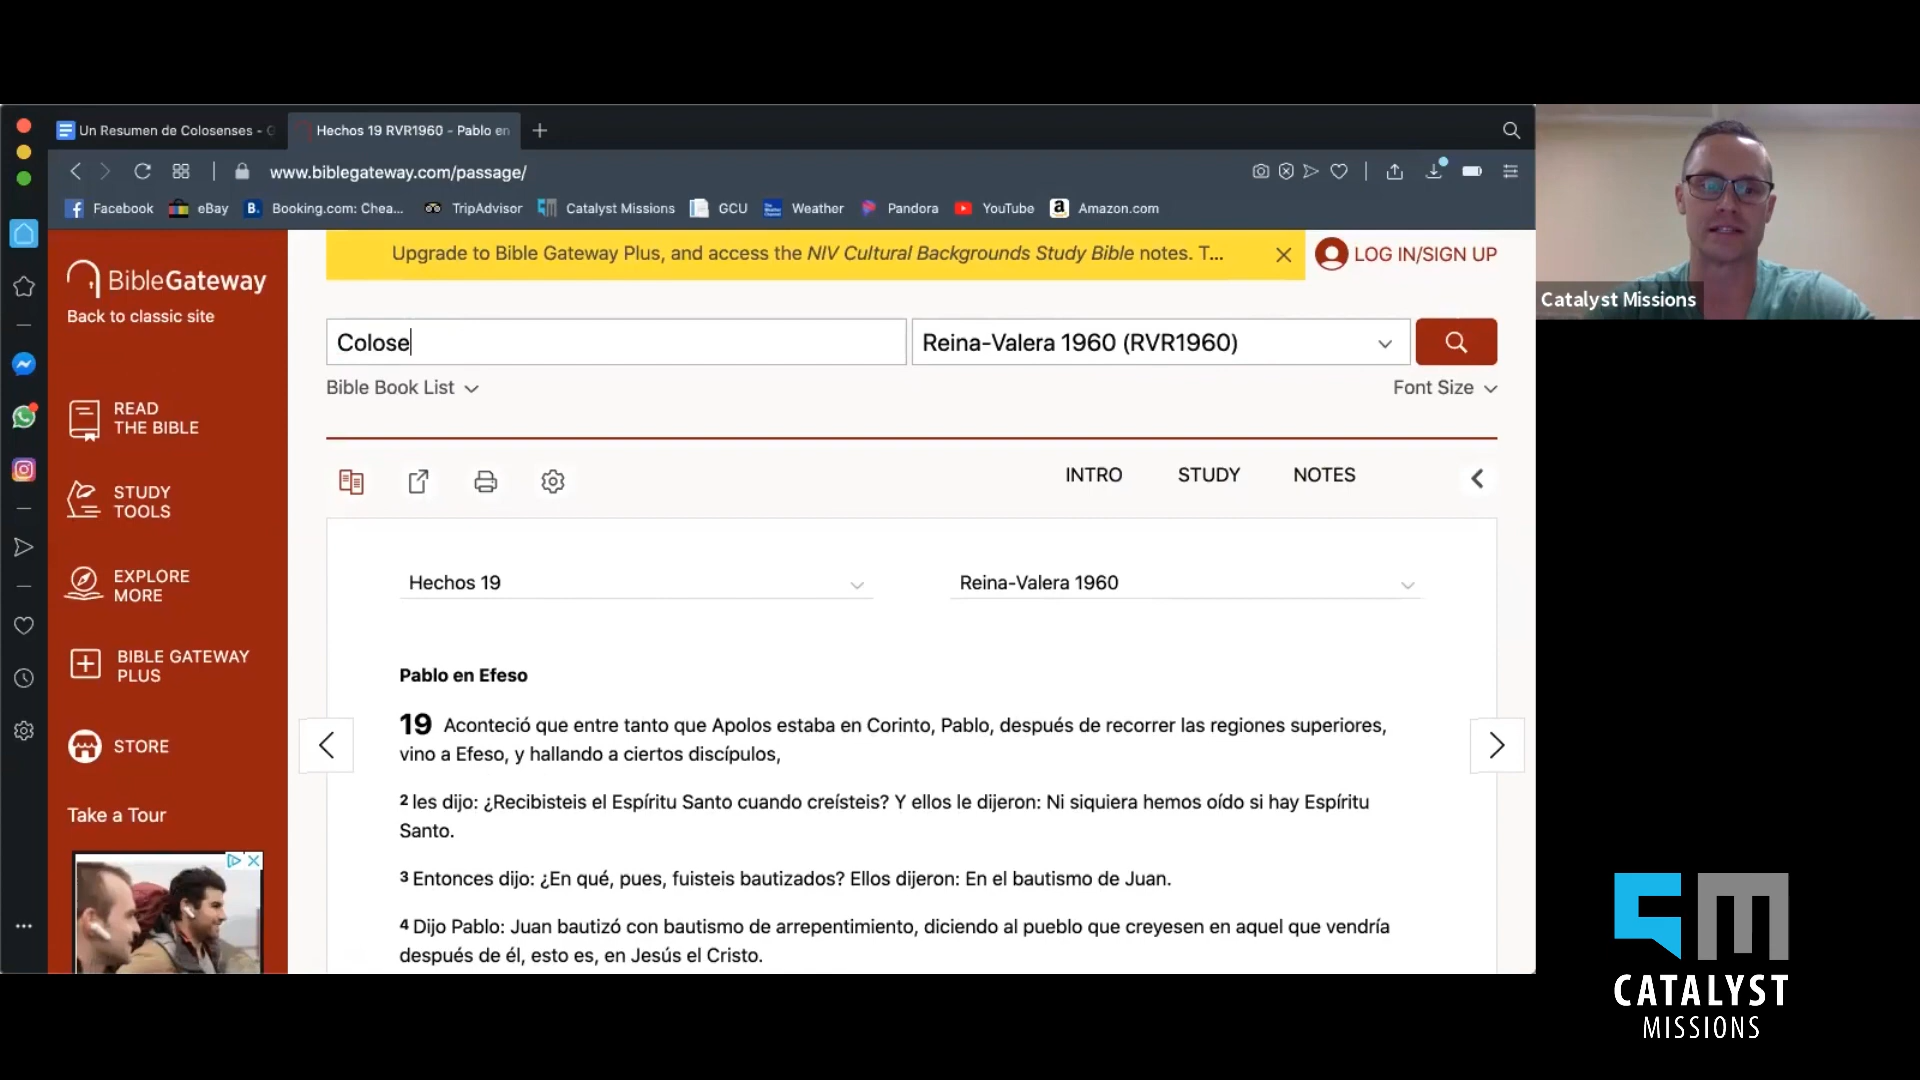 Un Resumen de Colosenses - G
Hechos 19 RVR1960 - Pablo en
www.biblegateway.com/passage/
Facebook
eBay
B. Booking.com: Chea...
TripAdvisor
Catalyst Missions
GCU
Weather
Pandora
YouTube
a Amazon.com
Upgrade to Bible Gateway Plus, and access the NIV Cultural Backgrounds Study Bible notes. T...
LOG IN/SIGN UP
BibleGateway
Back to classic site
Catalyst Missions
Colose
Reina-Valera 1960 (RVR1960)
Bible Book List
Font Size
READ
THE BIBLE
INTRO
STUDY
NOTES
STUDY
TOOLS
EXPLORE
MORE
Hechos 19
Reina-Valera 1960
BIBLE GATEWAY
PLUS
Pablo en Efeso
19 Aconteció que entre tanto que Apolos estaba en Corinto, Pablo, después de recorrer las regiones superiores,
vino a Efeso, y hallando a ciertos discípulos,
STORE
2 les dijo: ¿Recibisteis el Espíritu Santo cuando creísteis? Y ellos le dijeron: Ni siquiera hemos oído si hay Espíritu
Santo.
Take a Tour
3 Entonces dijo: ¿En qué, pues, fuisteis bautizados? Ellos dijeron: En el bautismo de Juan.
4 Dijo Pablo: Juan bautizó con bautismo de arrepentimiento, diciendo al pueblo que creyesen en aquel que vendría
después de él, esto es, en Jesús el Cristo.
CATALYST
MISSIONS